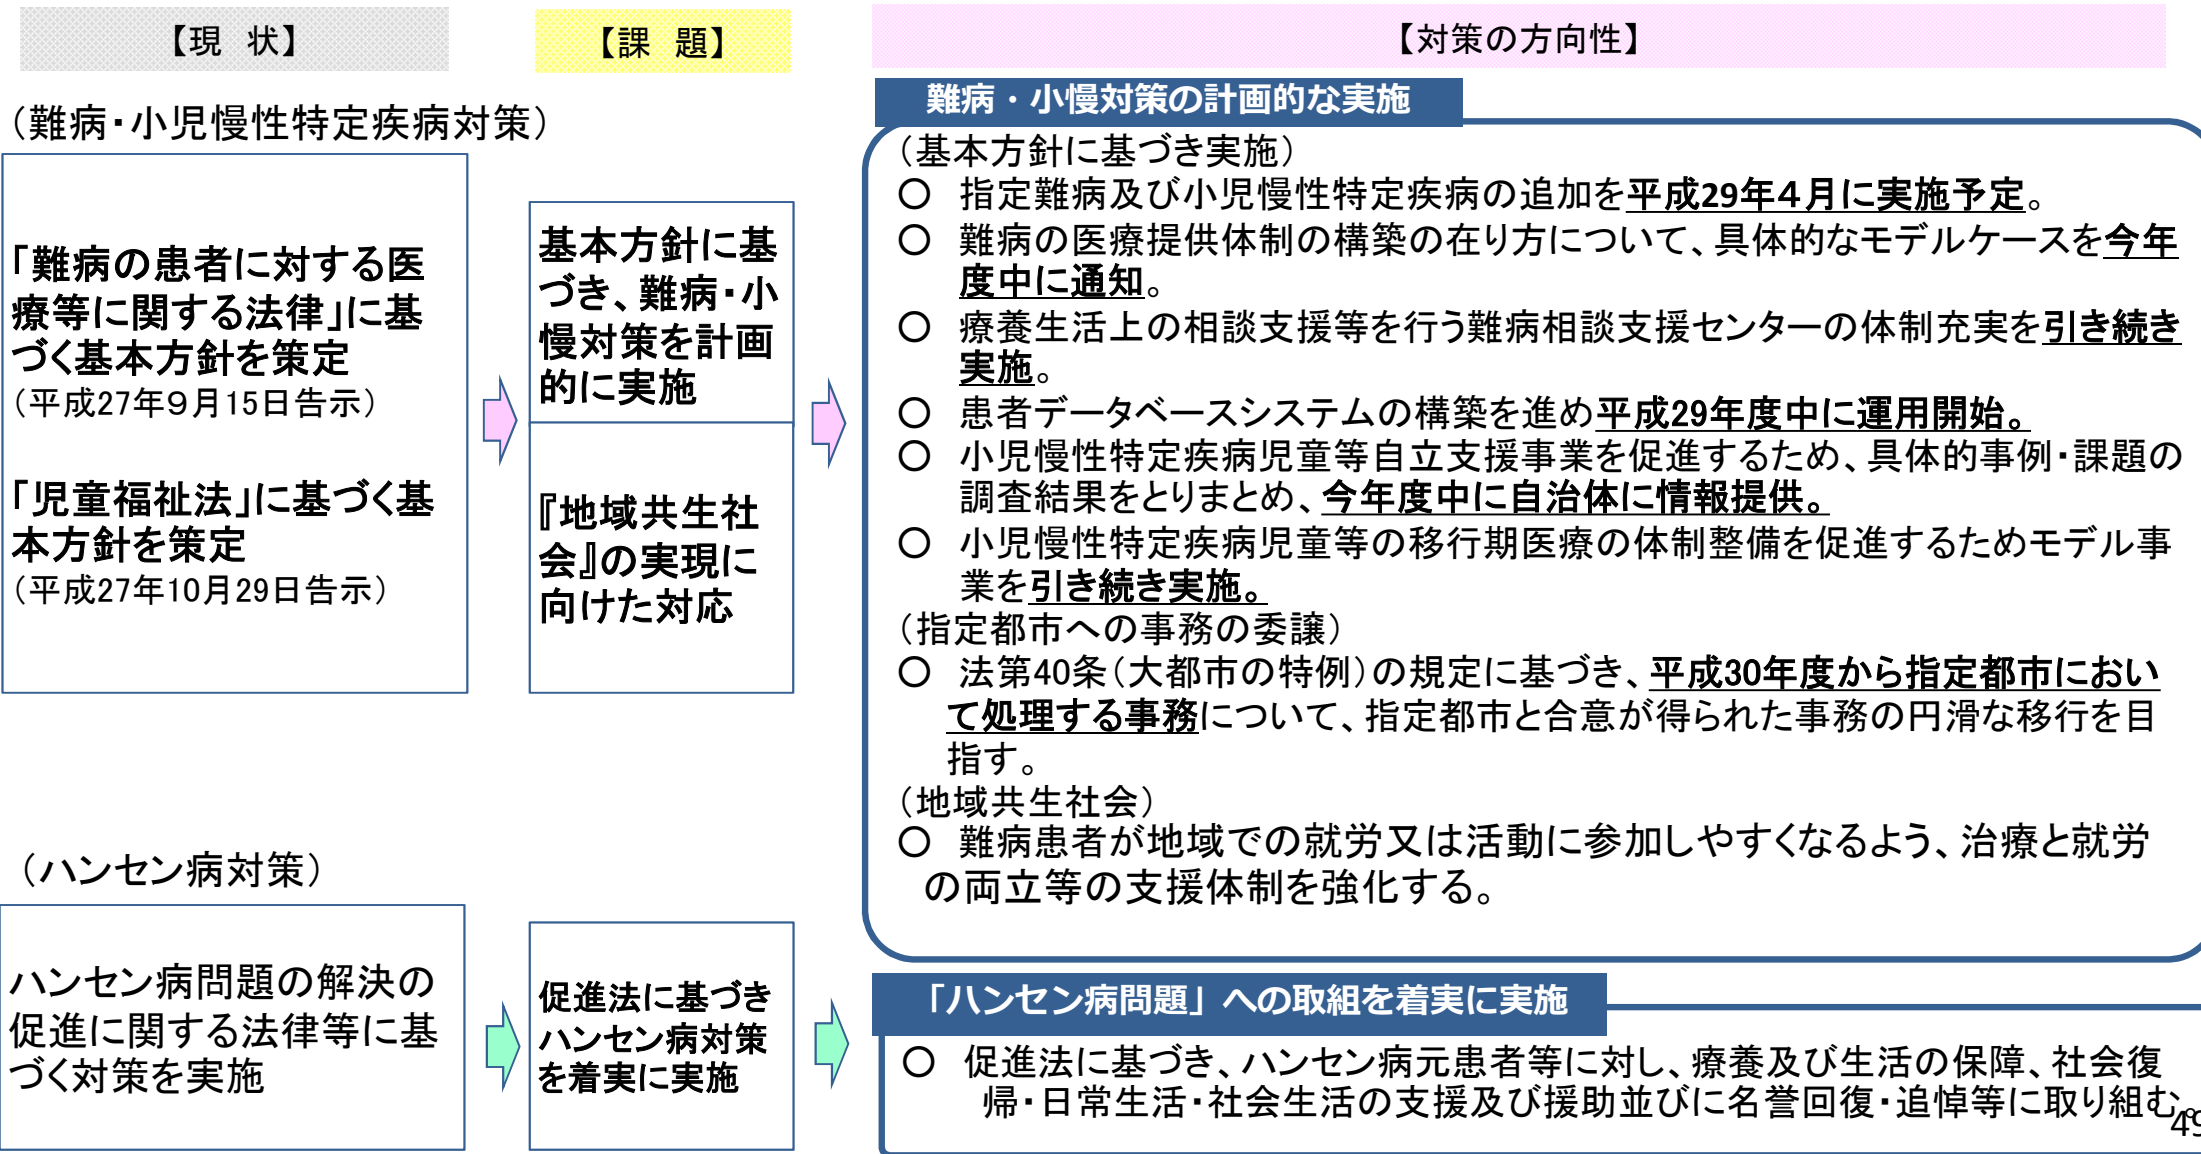 【現　状】
【課　題】
【対策の方向性】
（難病・小児慢性特定疾病対策）
「難病の患者に対する医
療等に関する法律」に基
づく基本方針を策定
（平成27年９月15日告示）
「児童福祉法」に基づく基
本方針を策定
（平成27年10月29日告示）
基本方針に基
づき、難病・小
慢対策を計画
的に実施
『地域共生社
会』の実現に
向けた対応
難病・小慢対策の計画的な実施
（基本方針に基づき実施）
○　指定難病及び小児慢性特定疾病の追加を平成29年４月に実施予定。
○　難病の医療提供体制の構築の在り方について、具体的なモデルケースを今年
度中に通知。
○　療養生活上の相談支援等を行う難病相談支援センターの体制充実を引き続き
実施。
○　患者データベースシステムの構築を進め平成29年度中に運用開始。
○　小児慢性特定疾病児童等自立支援事業を促進するため、具体的事例・課題の
調査結果をとりまとめ、今年度中に自治体に情報提供。
○　小児慢性特定疾病児童等の移行期医療の体制整備を促進するためモデル事
業を引き続き実施。
（指定都市への事務の委譲）
○　法第40条（大都市の特例）の規定に基づき、平成30年度から指定都市におい
て処理する事務について、指定都市と合意が得られた事務の円滑な移行を目
指す。
（地域共生社会）
○　難病患者が地域での就労又は活動に参加しやすくなるよう、治療と就労
の両立等の支援体制を強化する。
（ハンセン病対策）
ハンセン病問題の解決の
促進に関する法律等に基
づく対策を実施
促進法に基づき
ハンセン病対策
を着実に実施
「ハンセン病問題」への取組を着実に実施
○　促進法に基づき、ハンセン病元患者等に対し、療養及び生活の保障、社会復
帰・日常生活・社会生活の支援及び援助並びに名誉回復・追悼等に取り組む。
49